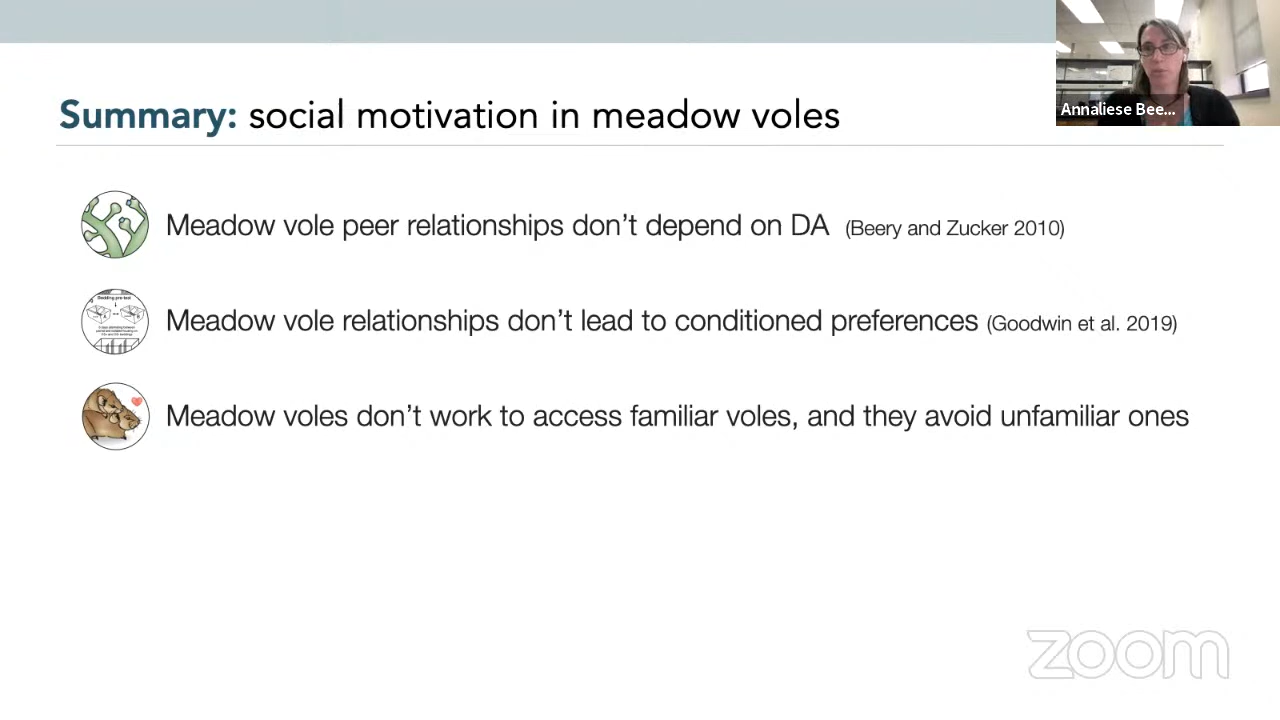 Annaliese Bee...
Summary: social motivation in meadow voles
Meadow vole peer relationships don't depend on DA (Beery and Zucker 2010)
Meadow vole relationships don't lead to conditioned preferences (Goodwin et al. 2019)
Meadow voles don't work to access familiar voles, and they avoid unfamiliar ones
zoom